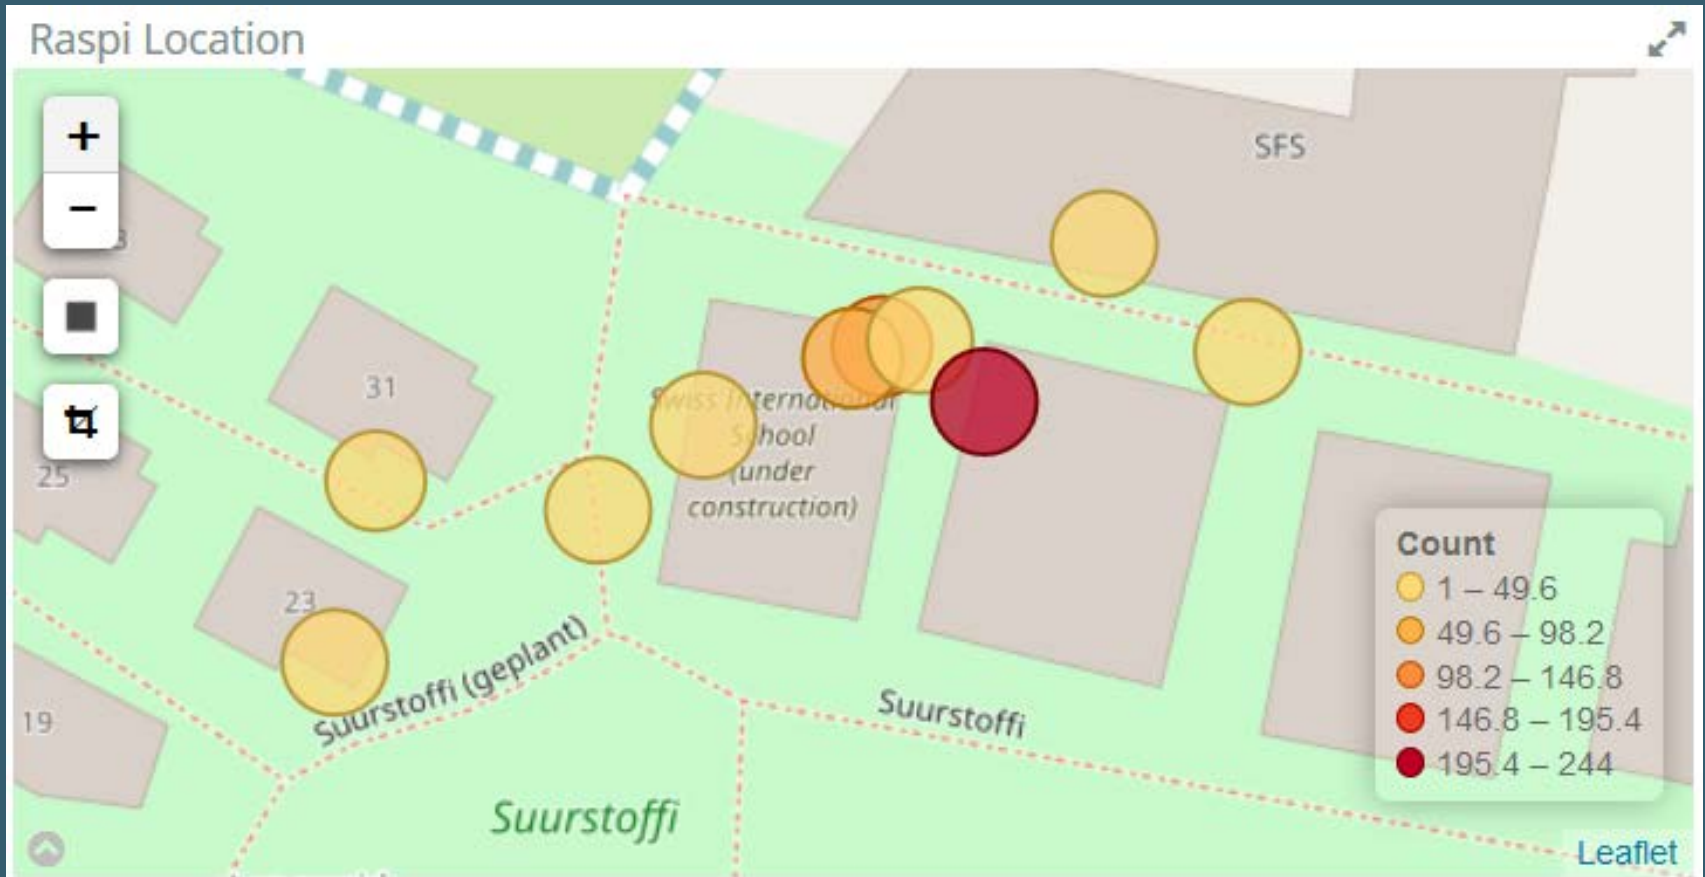 Raspi Location
+
−
SFS
31
25
Swiss International
School
(under
construction)
23
19
Suurstoffi (geplant)
Suurstoffi
Suurstoffi
Count
1 – 49.6
49.6 – 98.2
98.2 – 146.8
146.8 – 195.4
195.4 – 244
Leaflet